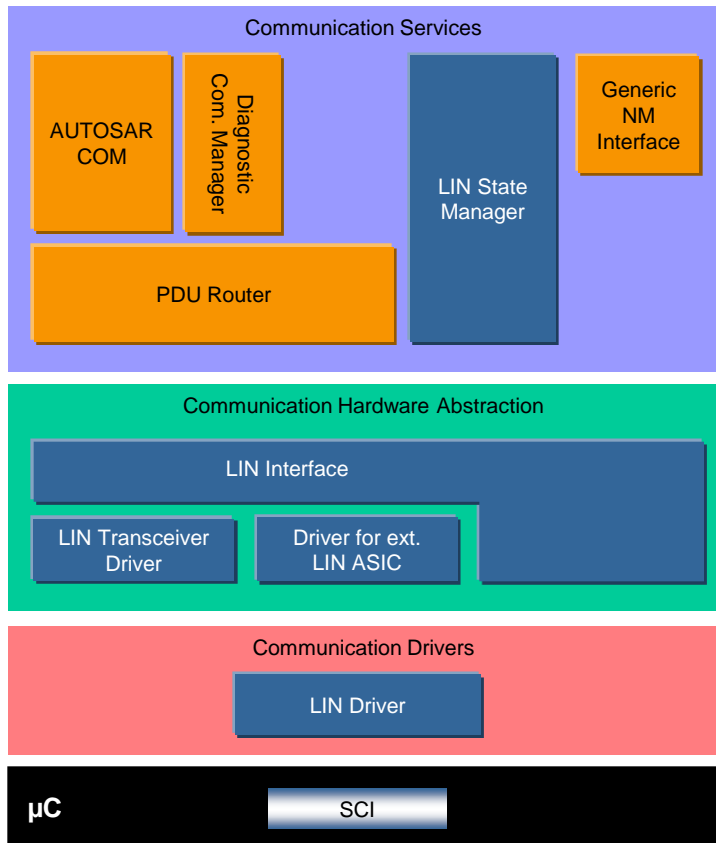 Communication Services
AUTOSAR
COM
Diagnostic
Com. Manager
LIN State
Manager
Generic
NM
Interface
PDU Router
Communication Hardware Abstraction
LIN Interface
LIN Transceiver
Driver
Driver for ext.
LIN ASIC
Communication Drivers
LIN Driver
µC
SCI